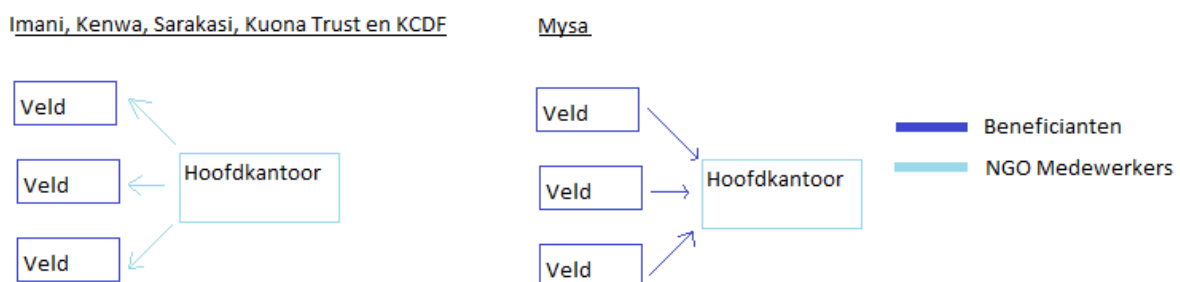 Imani, Kenwa, Sarakasi, Kuona Trust en KCDF
Veld
Veld
Veld
Hoofdkantoor
Mysa
Veld
Veld
Veld
Hoofdkantoor
Beneficianten
NGO Medewerkers